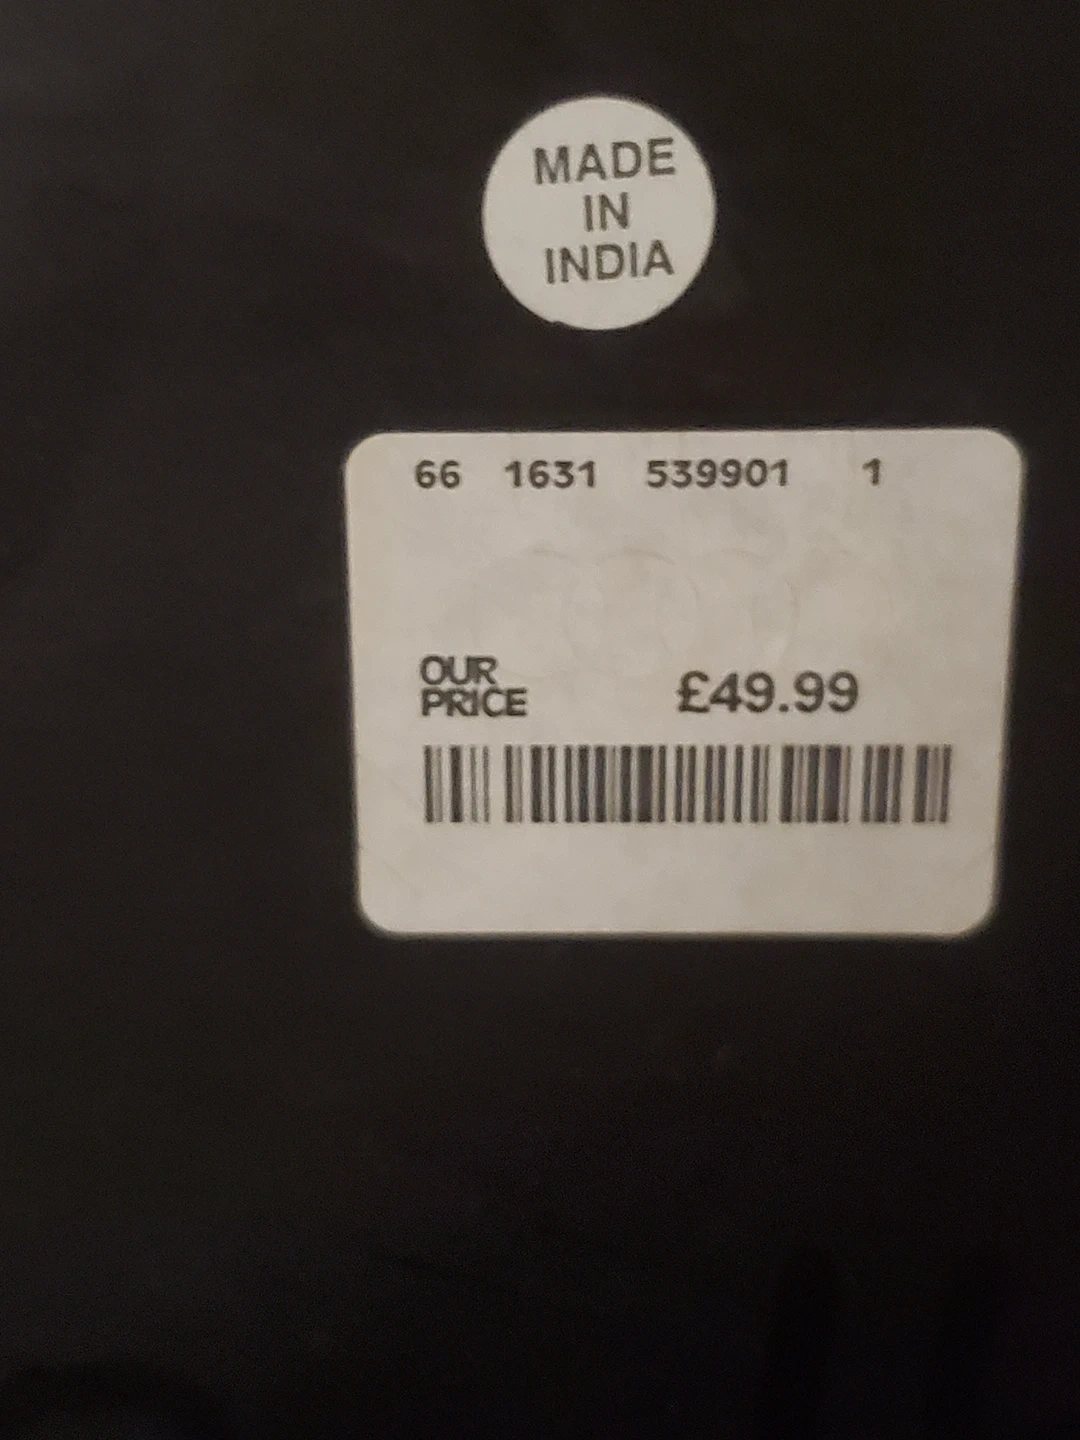 MADE
IN
INDIA
66 1631 539901 1
OUR
PRICE £49.99